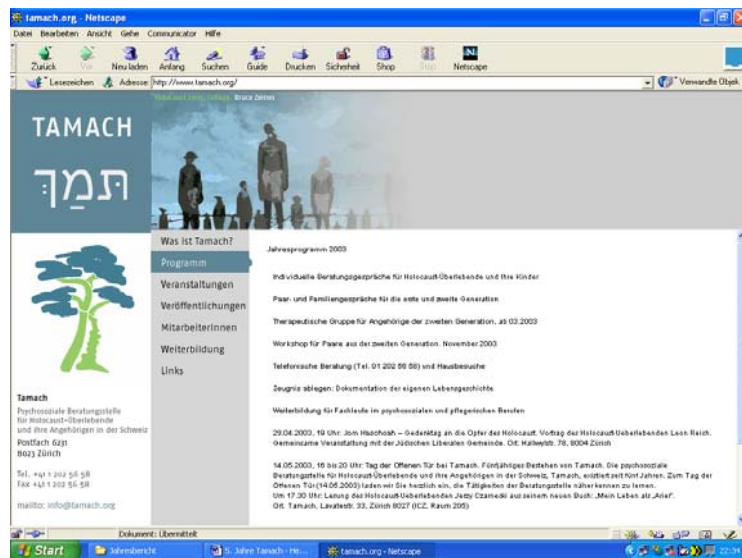 tamach.org - Netscape
Datei Bearbeiten Ansicht Gehe Communicator Hilfe
Zurück Vor Neu laden Anfang Suchen Guide Drucken Sicherheit Shop Stop Netscape
Lesezeichen Adresse http://www.tamach.org/ Verwandte Objek
Bruce Zeines
TAMACH
תמך
Was ist Tamach?
Programm
Veranstaltungen
Veröffentlichungen
MitarbeiterInnen
Weiterbildung
Links
Tamach
Psychosoziale Beratungsstelle
für Holocaust-Überlebende
und ihre Angehörigen in der Schweiz
Postfach 6231
8023 Zürich
Tel. +41 1 202 56 58
Fax +41 1 202 56 58
mailto: info@tamach.org
Jahresprogramm 2003
Individuelle Beratungsgespräche für Holocaust-Überlebende und ihre Kinder
Paar- und Familiengespräche für die erste und zweite Generation
Therapeutische Gruppe für Angehörige der zweiten Generation, ab 03.2003
Workshop für Paare aus der zweiten Generation. November 2003
Telefonische Beratung (Tel. 01 202 56 58) und Hausbesuche
Zeugnis ablegen: Dokumentation der eigenen Lebensgeschichte
Weiterbildung für Fachleute im psychosozialen und pflegerischen Berufen
29.04.2003, 19 Uhr: Jom Haschoah – Gedenktag an die Opfer des Holocaust. Vortrag des Holocaust-Ueberlebenden Leon Reich.
Gemeinsame Veranstaltung mit der Jüdischen Liberalen Gemeinde. Ort: Hallwylstr. 78, 8004 Zürich
14.05.2003, 16 bis 20 Uhr: Tag der Offenen Tür bei Tamach. Fünfjähriges Bestehen von Tamach. Die psychosoziale
Beratungsstelle für Holocaust-Überlebende und ihre Angehörigen in der Schweiz, Tamach, existiert seit fünf Jahren. Zum Tag der
Offenen Tür (14.05.2003) laden wir Sie herzlich ein, die Tätigkeiten der Beratungsstelle näher kennen zu lernen.
Um 17.30 Uhr: Lesung des Holocaust-Ueberlebenden Jerzy Czarnecki aus seinem neuen Buch: „Mein Leben als „Arier“.
Ort: Tamach, Lavaterstr. 33, Zürich 8027 (ICZ, Raum 205)
Dokument: Übermittelt
Start Jahresbericht 5. Jahre Tamach - He... tamach.org - Netscape